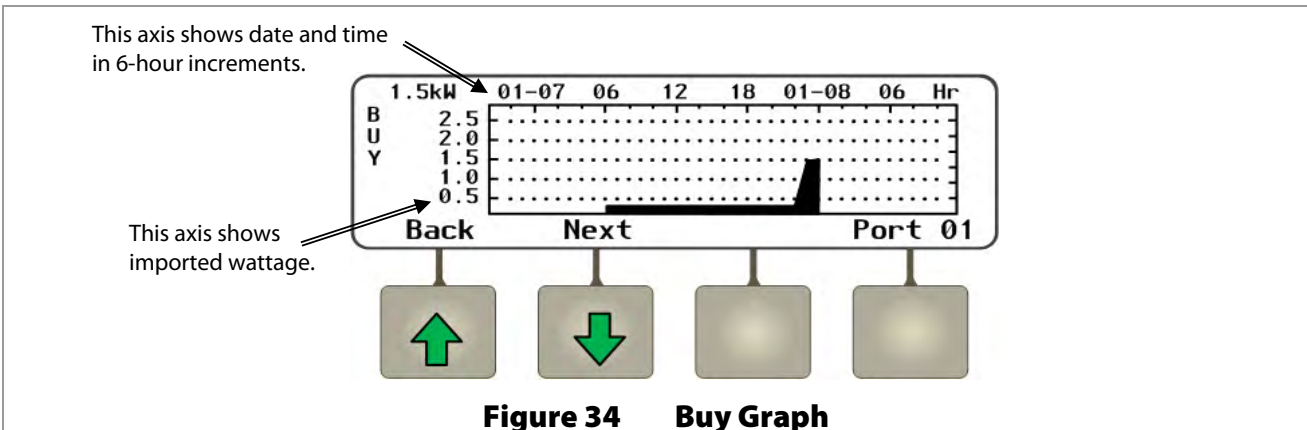 This axis shows date and time
in 6-hour increments.
1.5kW 01-07 06 12 18 01-08 06 Hr
B
U
Y
2.5
2.0
1.5
1.0
0.5
This axis shows
imported wattage.
Back Next Port 01
Figure 34 Buy Graph